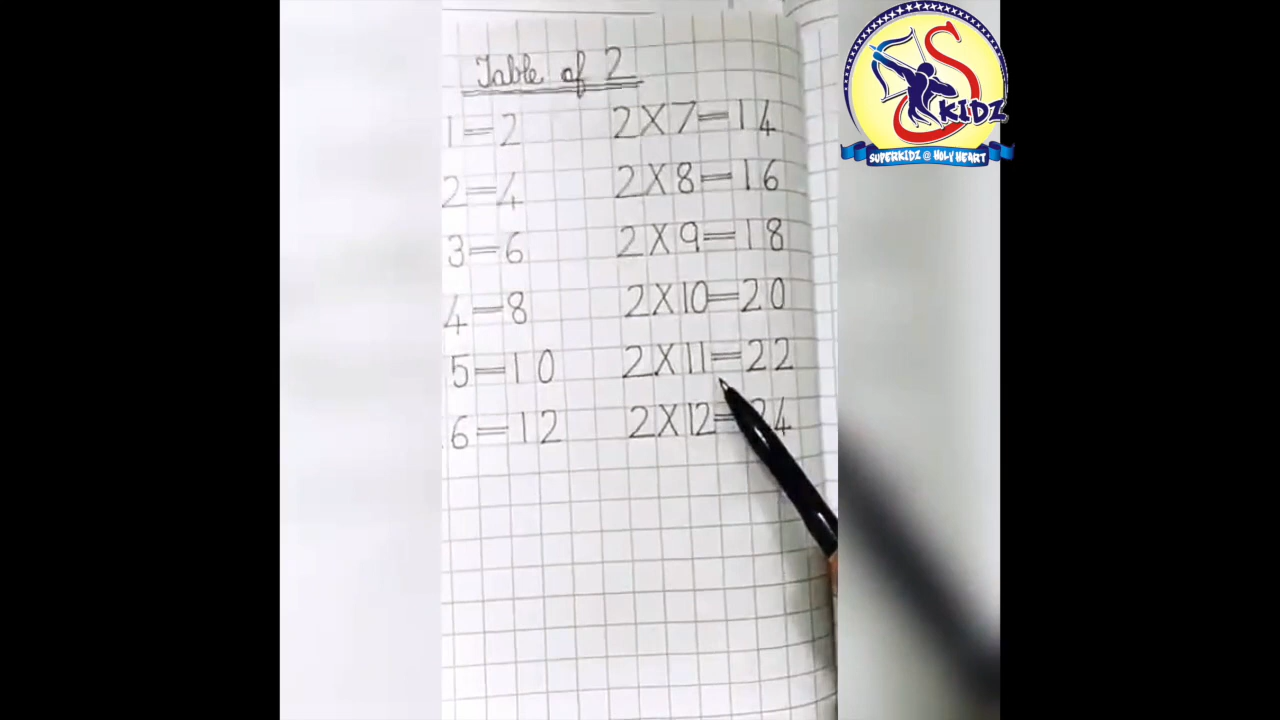 Table of 2
1=2
2=4
3=6
4=8
5=10
6=12
2X7=14
2X8=16
2X9=18
2X10=20
2X11=22
2X12=24
S
KIDZ
SUPERKIDZ @ HOLY HEART